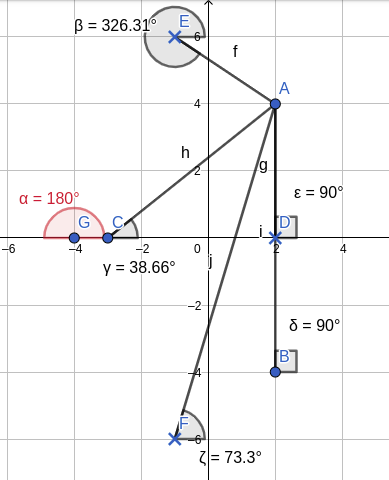 β = 326.31°
E
6
f
A
4
h
g
2
α = 180°
ε = 90°
G
C
D
i
−6
−4
−2
0
2
4
j
γ = 38.66°
−2
δ = 90°
B
−4
F
−6
ζ = 73.3°